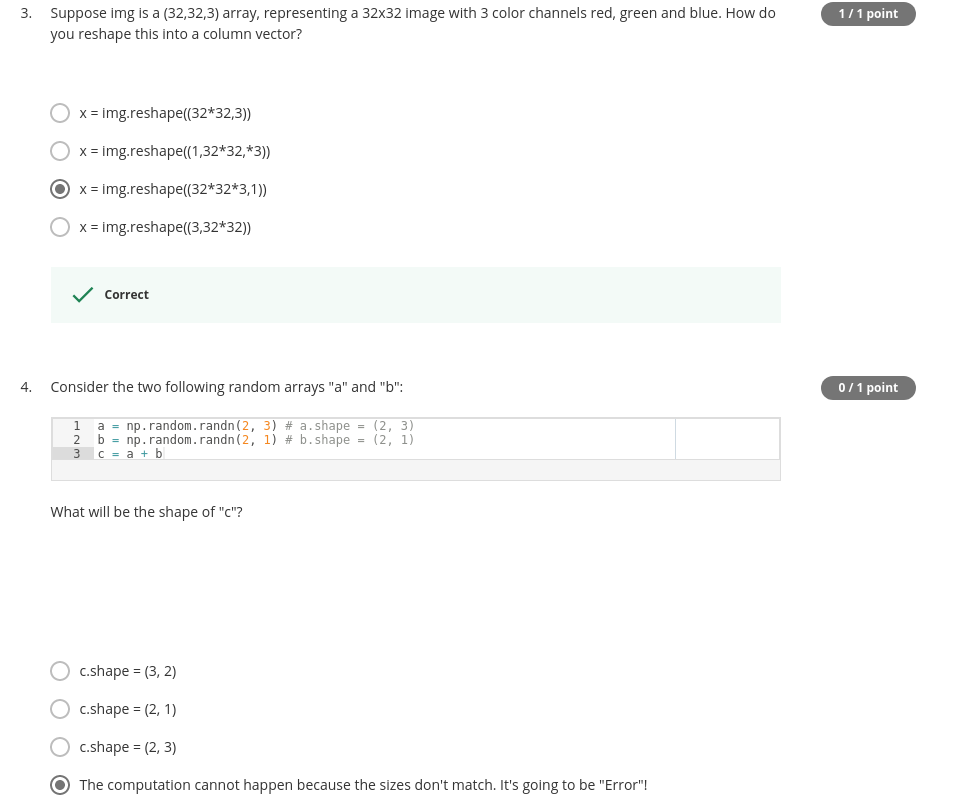 3. Suppose img is a (32,32,3) array, representing a 32x32 image with 3 color channels red, green and blue. How do
you reshape this into a column vector?
1 / 1 point
x = img.reshape((32*32,3))
x = img.reshape((1,32*32,*3))
x = img.reshape((32*32*3,1))
x = img.reshape((3,32*32))
Correct
4. Consider the two following random arrays "a" and "b":
0 / 1 point
1 a = np.random.randn(2, 3) # a.shape = (2, 3)
2 b = np.random.randn(2, 1) # b.shape = (2, 1)
3 c = a + b
What will be the shape of "c"?
c.shape = (3, 2)
c.shape = (2, 1)
c.shape = (2, 3)
The computation cannot happen because the sizes don't match. It's going to be "Error"!